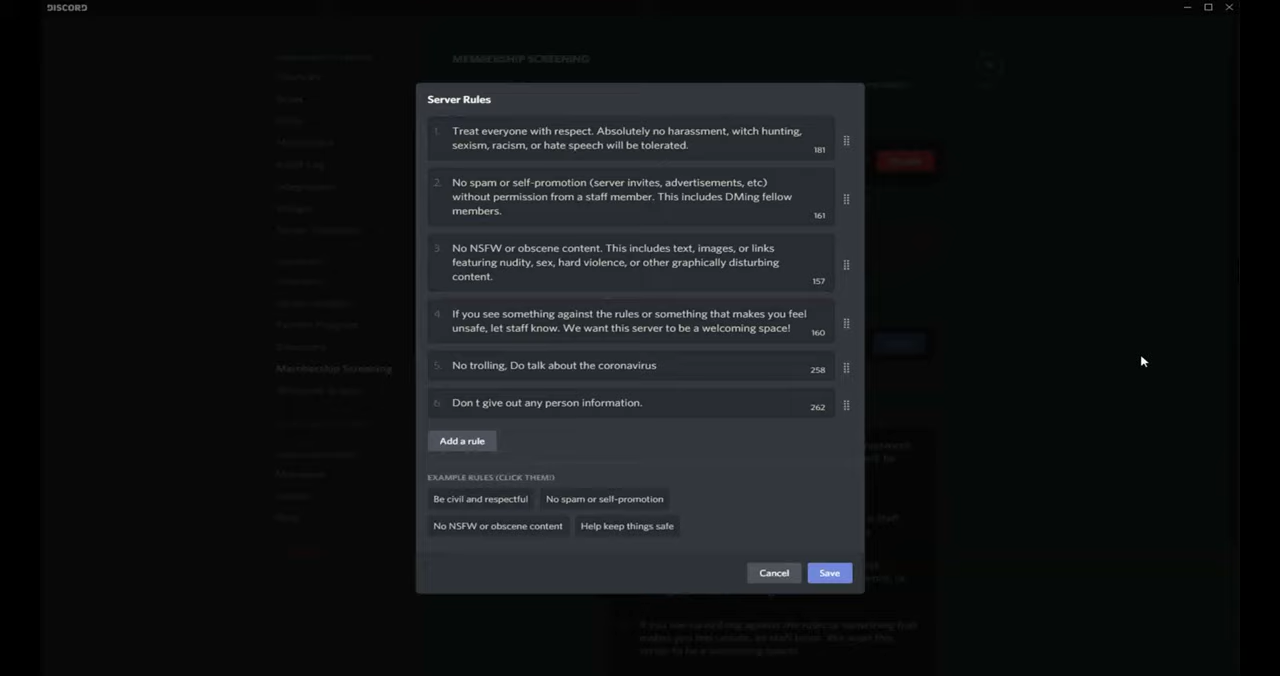 DISCORD
MEMBERSHIP SCREENING
Server Rules
1. Treat everyone with respect. Absolutely no harassment, witch hunting,
sexism, racism, or hate speech will be tolerated.
181
2. No spam or self-promotion (server invites, advertisements, etc)
without permission from a staff member. This includes DMing fellow
members.
161
3. No NSFW or obscene content. This includes text, images, or links
featuring nudity, sex, hard violence, or other graphically disturbing
content.
157
4. If you see something against the rules or something that makes you feel
unsafe, let staff know. We want this server to be a welcoming space!
160
Membership Screening
5. No trolling, Do talk about the coronavirus
258
6. Don t give out any person information.
262
Add a rule
EXAMPLE RULES (CLICK THEM!)
Be civil and respectful No spam or self-promotion
No NSFW or obscene content Help keep things safe
Cancel Save